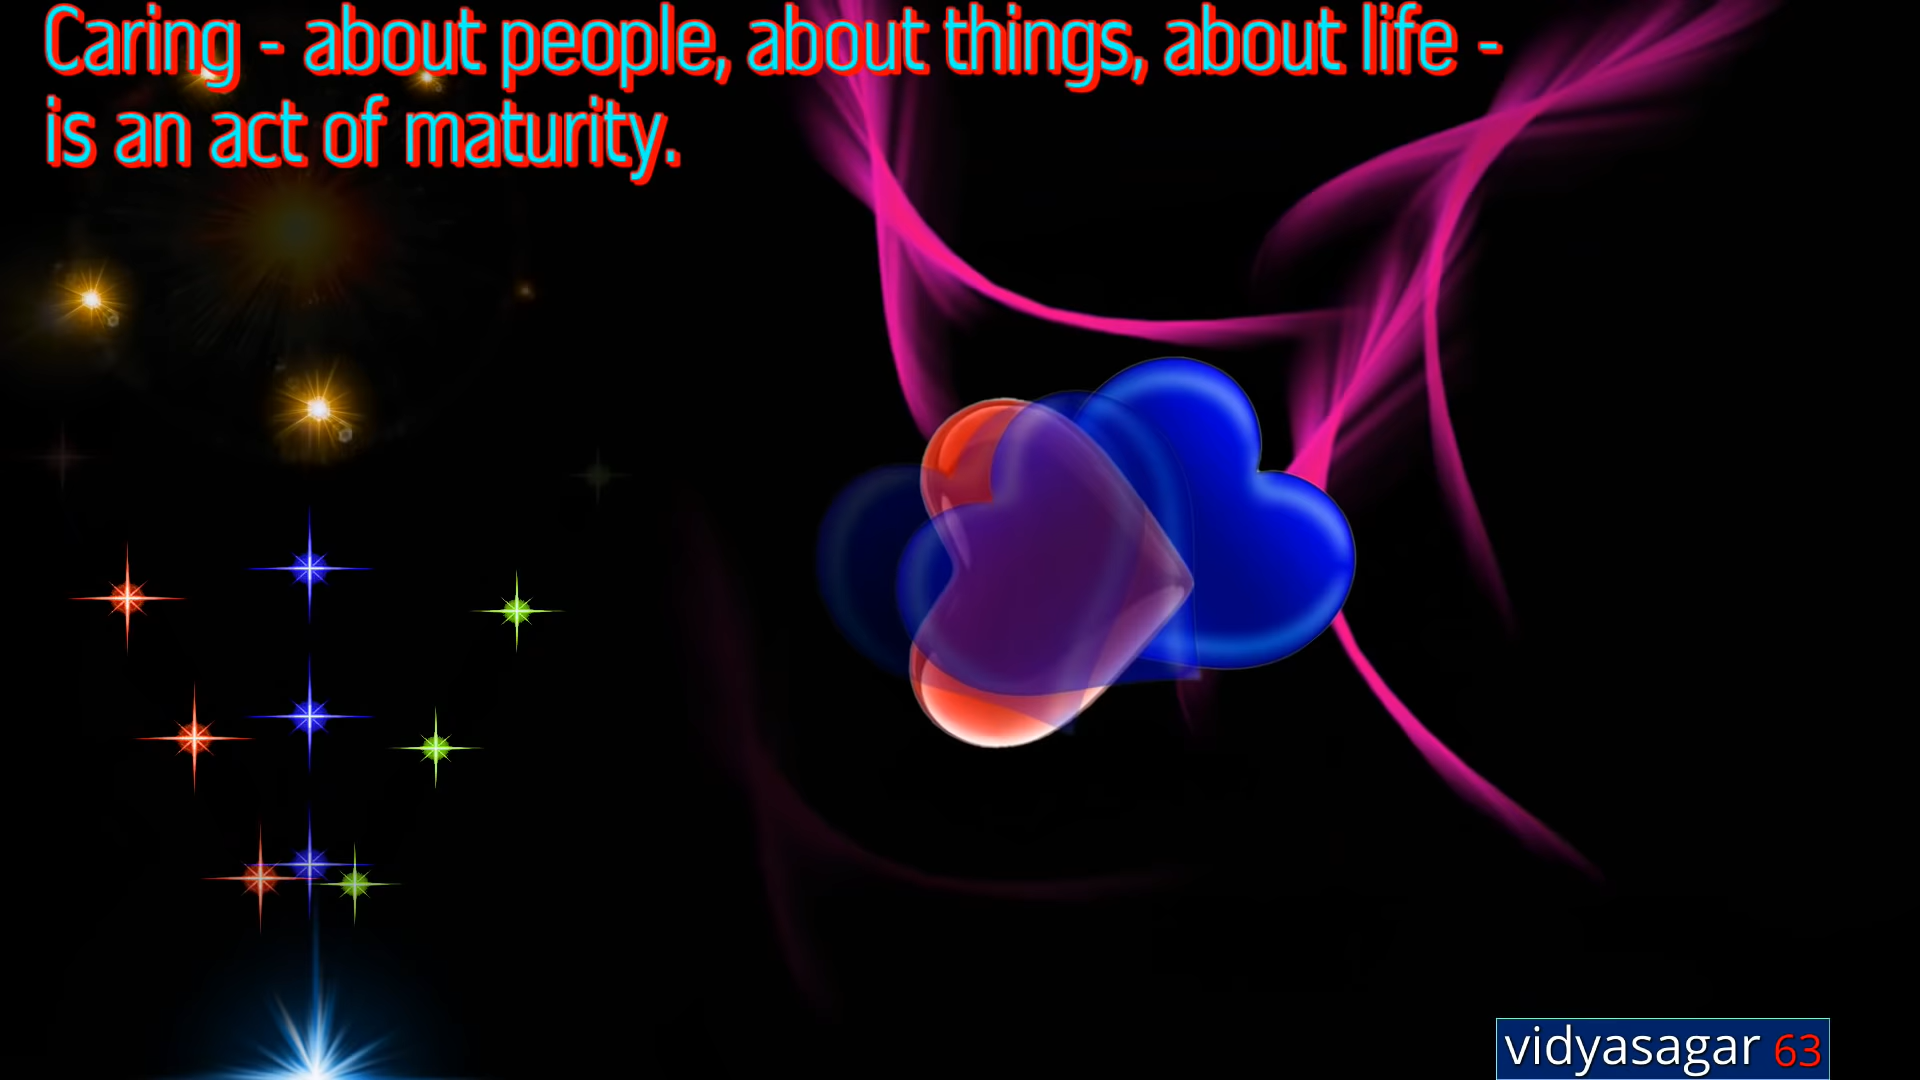 Caring - about people, about things, about life -
is an act of maturity.
vidyasagar 63